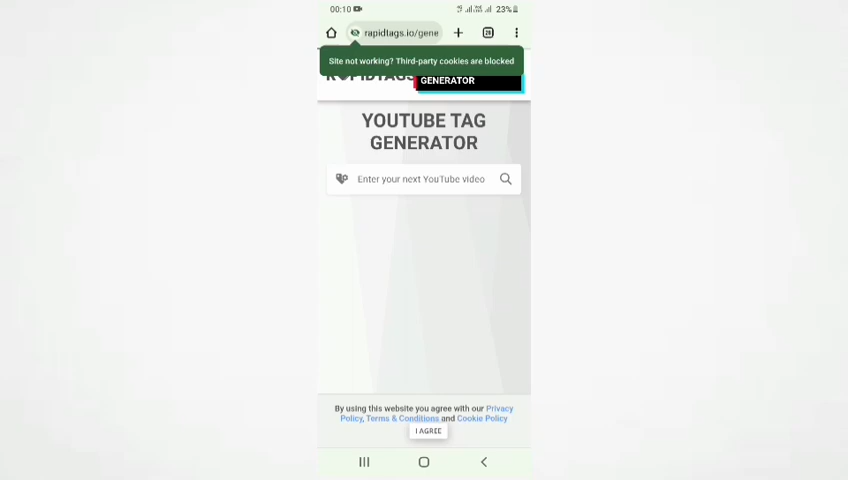 00:10 23%
rapidtags.io/gene 28
Site not working? Third-party cookies are blocked
RAPIDTAGS GENERATOR
YOUTUBE TAG
GENERATOR
Enter your next YouTube video
By using this website you agree with our Privacy
Policy, Terms & Conditions and Cookie Policy
I AGREE